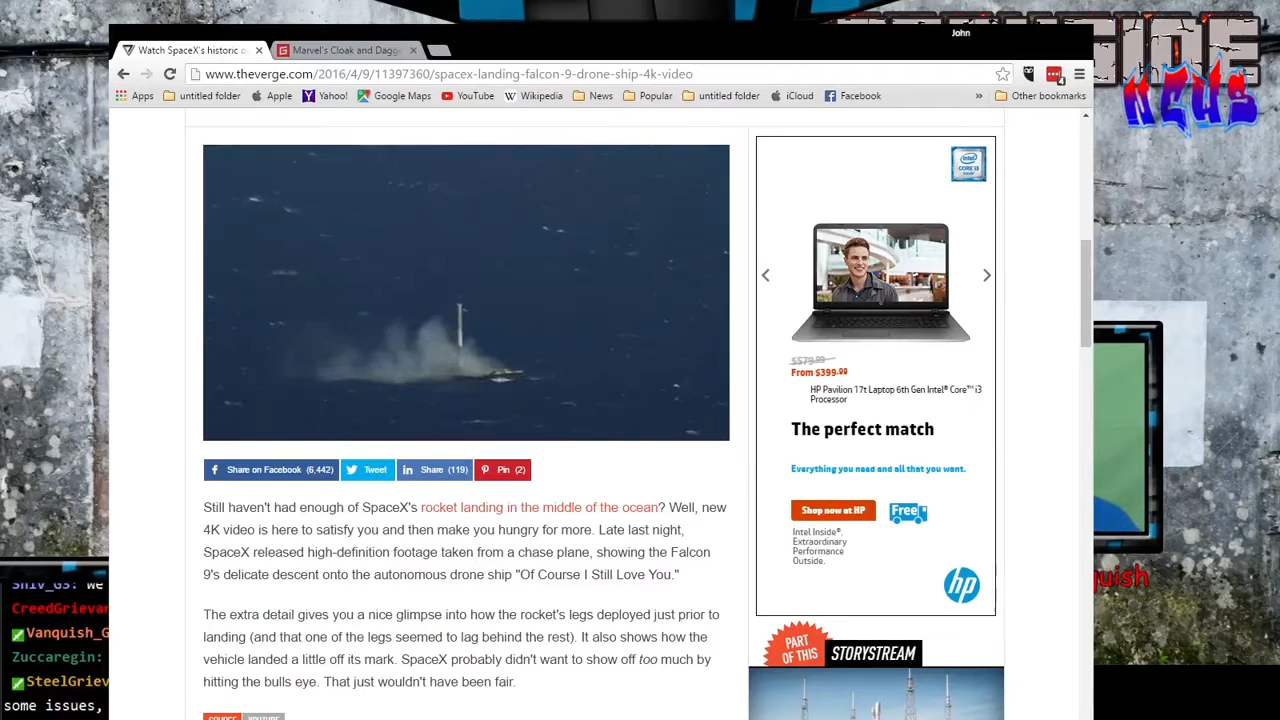 John
Watch SpaceX's historic o
Marvel's Cloak and Dagge
www.theverge.com/2016/4/9/11397360/spacex-landing-falcon-9-drone-ship-4k-video
Apps
untitled folder
Apple
Yahoo!
Google Maps
YouTube
Wikipedia
News
Popular
untitled folder
iCloud
Facebook
»
Other bookmarks
NEWS
intel
CORE i3
$579.99
From $399.99
HP Pavilion 17t Laptop 6th Gen Intel® Core™ i3
Processor
The perfect match
Everything you need and all that you want.
Shop now at HP
Free
Intel Inside®.
Extraordinary
Performance
Outside.
hp
Share on Facebook (6,442)
Tweet
Share (119)
Pin (2)
Still haven't had enough of SpaceX's rocket landing in the middle of the ocean? Well, new
4K video is here to satisfy you and then make you hungry for more. Late last night,
SpaceX released high-definition footage taken from a chase plane, showing the Falcon
9's delicate descent onto the autonomous drone ship "Of Course I Still Love You."
The extra detail gives you a nice glimpse into how the rocket's legs deployed just prior to
landing (and that one of the legs seemed to lag behind the rest). It also shows how the
vehicle landed a little off its mark. SpaceX probably didn't want to show off too much by
hitting the bulls eye. That just wouldn't have been fair.
SOURCE YOUTUBE
PART
OF THIS
STORYSTREAM
Shiv_G3: we
CreedGrievan
Vanquish_G
Zuccaregin:
SteelGriev
some issues,
quish